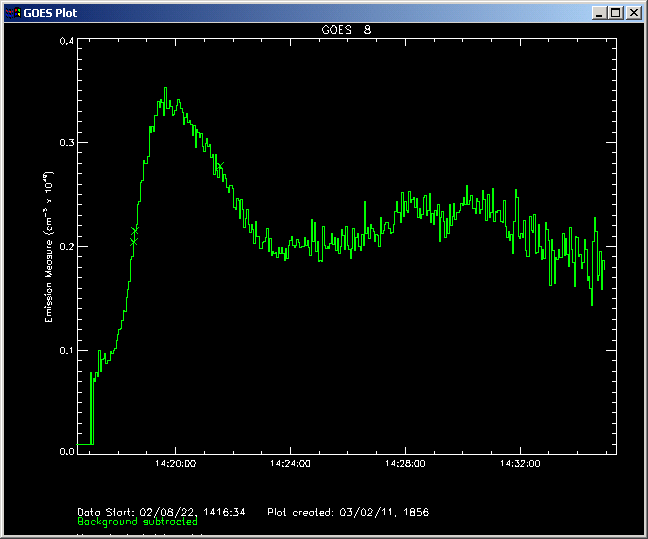 GOES Plot
GOES 8
0.4
0.3
0.2
0.1
0.0
Emission Measure (cm⁻³ x 10⁻⁴⁹)
14:20:00 14:24:00 14:28:00 14:32:00
Data Start: 02/08/22, 1416:34 Plot created: 03/02/11, 1856
Background subtracted